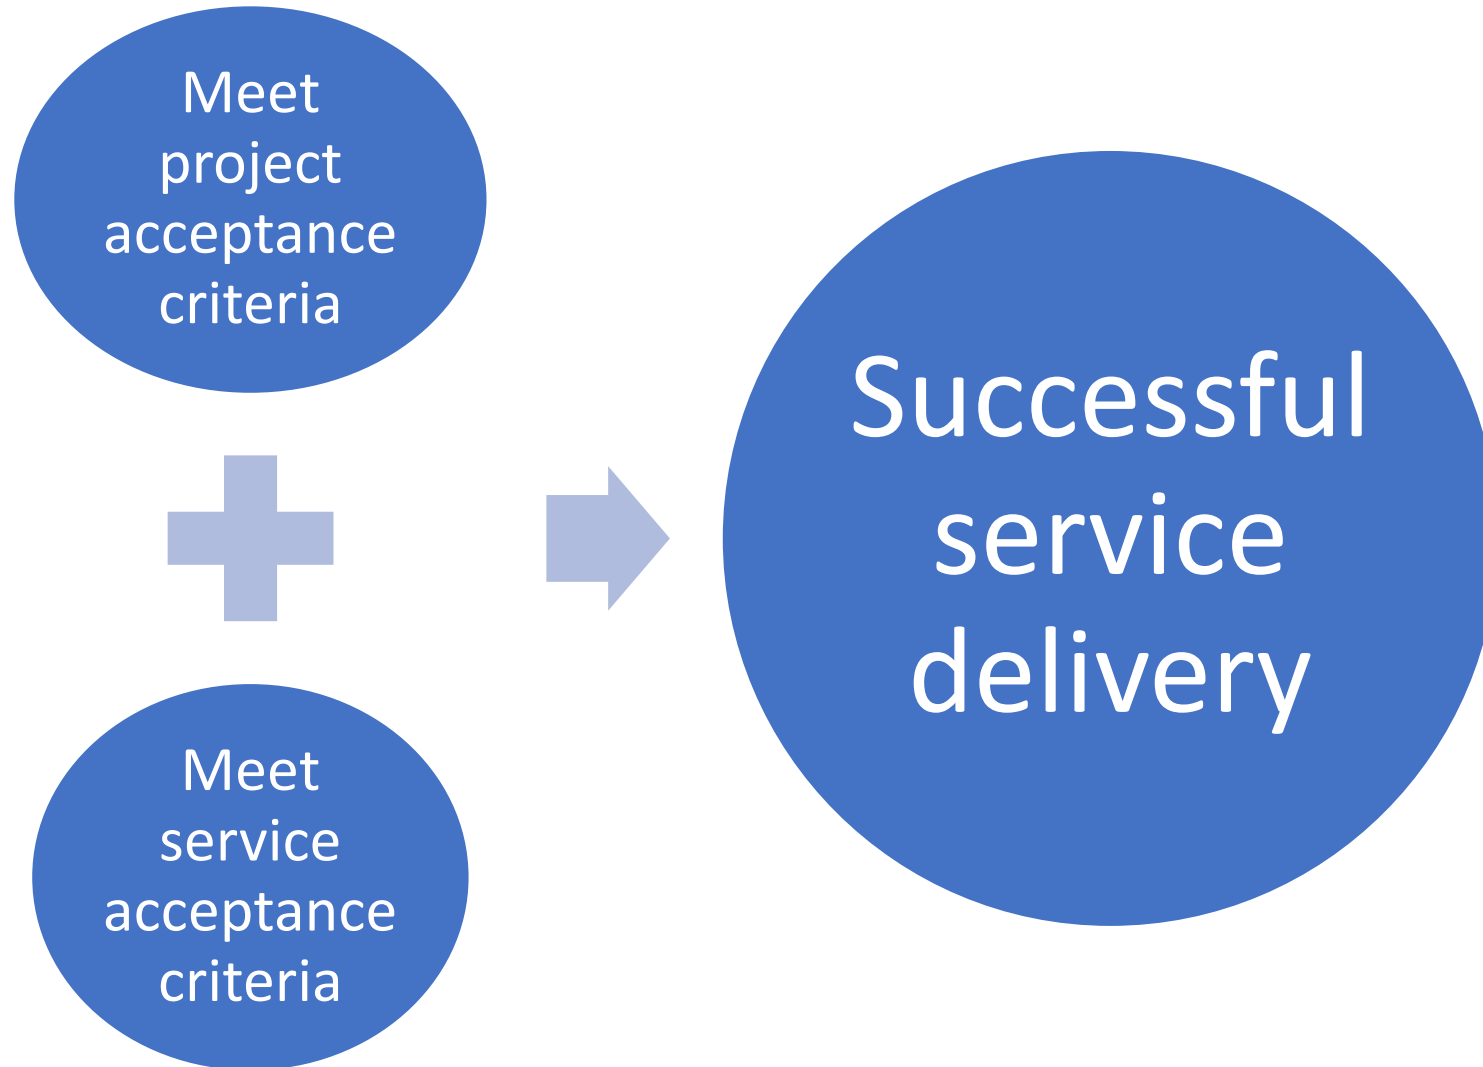 Meet
project
acceptance
criteria
Meet
service
acceptance
criteria
Successful
service
delivery